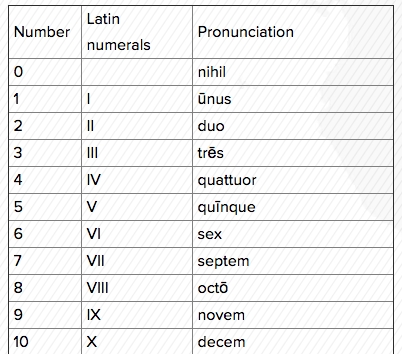 Number Latin numerals Pronunciation
0 nihil
1 I ūnus
2 II duo
3 III trēs
4 IV quattuor
5 V quīnque
6 VI sex
7 VII septem
8 VIII octō
9 IX novem
10 X decem